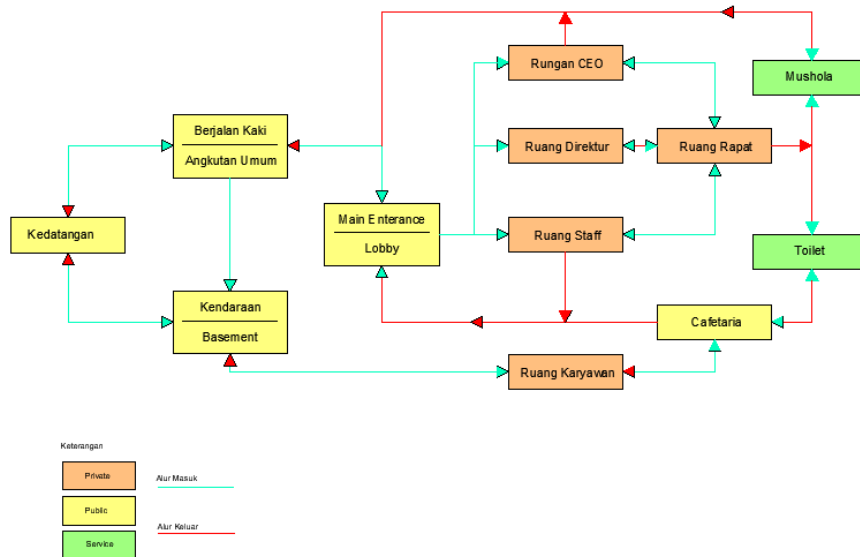 Rungan CEO
Mushola
Berjalan Kaki
Angkutan Umum
Ruang Direktur
Ruang Rapat
Main Enterance
Lobby
Kedatangan
Ruang Staff
Toilet
Kendaraan
Basement
Cafetaria
Ruang Karyawan
Keterangan
Private
Alur Masuk
Public
Alur Keluar
Service